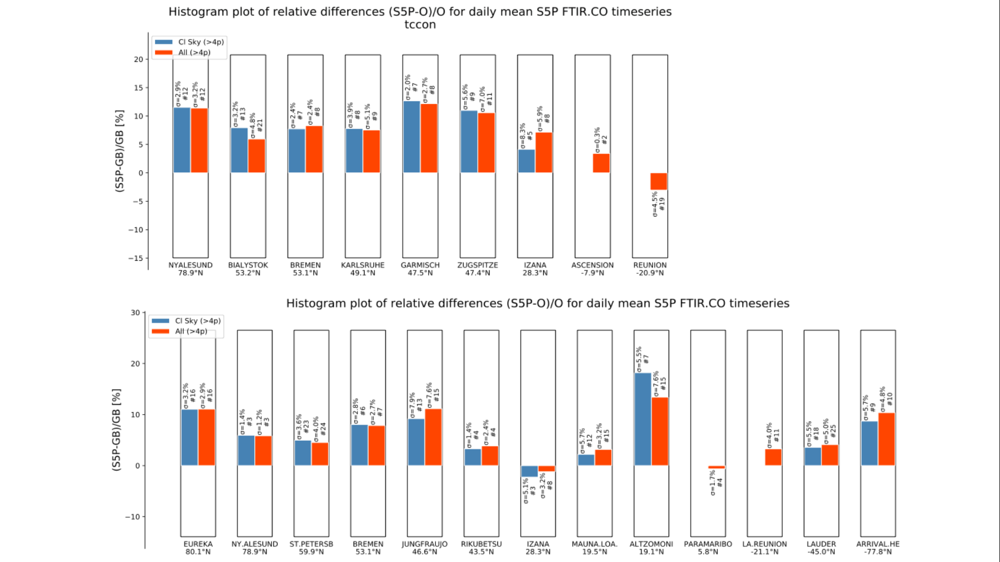 Histogram plot of relative differences (S5P-O)/O for daily mean S5P FTIR.CO timeseries
tccon
Cl Sky (>4p)
All (>4p)
(S5P-GB)/GB [%]
20
15
10
5
0
−5
−10
−15
σ=2.9%
#12
σ=3.2%
#12
σ=3.2%
#13
σ=4.8%
#21
σ=2.4%
#7
σ=2.4%
#8
σ=3.9%
#8
σ=5.1%
#9
σ=2.0%
#7
σ=2.7%
#8
σ=5.6%
#9
σ=7.0%
#11
σ=8.3%
#5
σ=5.9%
#8
σ=0.3%
#2
σ=4.5%
#19
NYALESUND BIALYSTOK BREMEN KARLSRUHE GARMISCH ZUGSPITZE IZANA ASCENSION REUNION
78.9°N 53.2°N 53.1°N 49.1°N 47.5°N 47.4°N 28.3°N -7.9°N -20.9°N
Histogram plot of relative differences (S5P-O)/O for daily mean S5P FTIR.CO timeseries
Cl Sky (>4p)
All (>4p)
(S5P-GB)/GB [%]
30
20
10
0
−10
σ=3.2%
#16
σ=2.9%
#16
σ=1.4%
#3
σ=1.2%
#3
σ=3.6%
#23
σ=4.0%
#24
σ=2.8%
#6
σ=2.7%
#7
σ=7.9%
#13
σ=7.6%
#15
σ=1.4%
#4
σ=2.4%
#4
σ=5.1%
#3
σ=3.2%
#8
σ=5.7%
#12
σ=3.2%
#15
σ=5.5%
#7
σ=7.6%
#15
σ=1.7%
#4
σ=4.0%
#11
σ=5.5%
#18
σ=5.0%
#25
σ=5.7%
#9
σ=4.8%
#10
EUREKA NY.ALESUND ST.PETERSB BREMEN JUNGFRAUJO RIKUBETSU IZANA MAUNA.LOA. ALTZOMONI PARAMARIBO LA.REUNION LAUDER ARRIVAL.HE
80.1°N 78.9°N 59.9°N 53.1°N 46.6°N 43.5°N 28.3°N 19.5°N 19.1°N 5.8°N -21.1°N -45.0°N -77.8°N